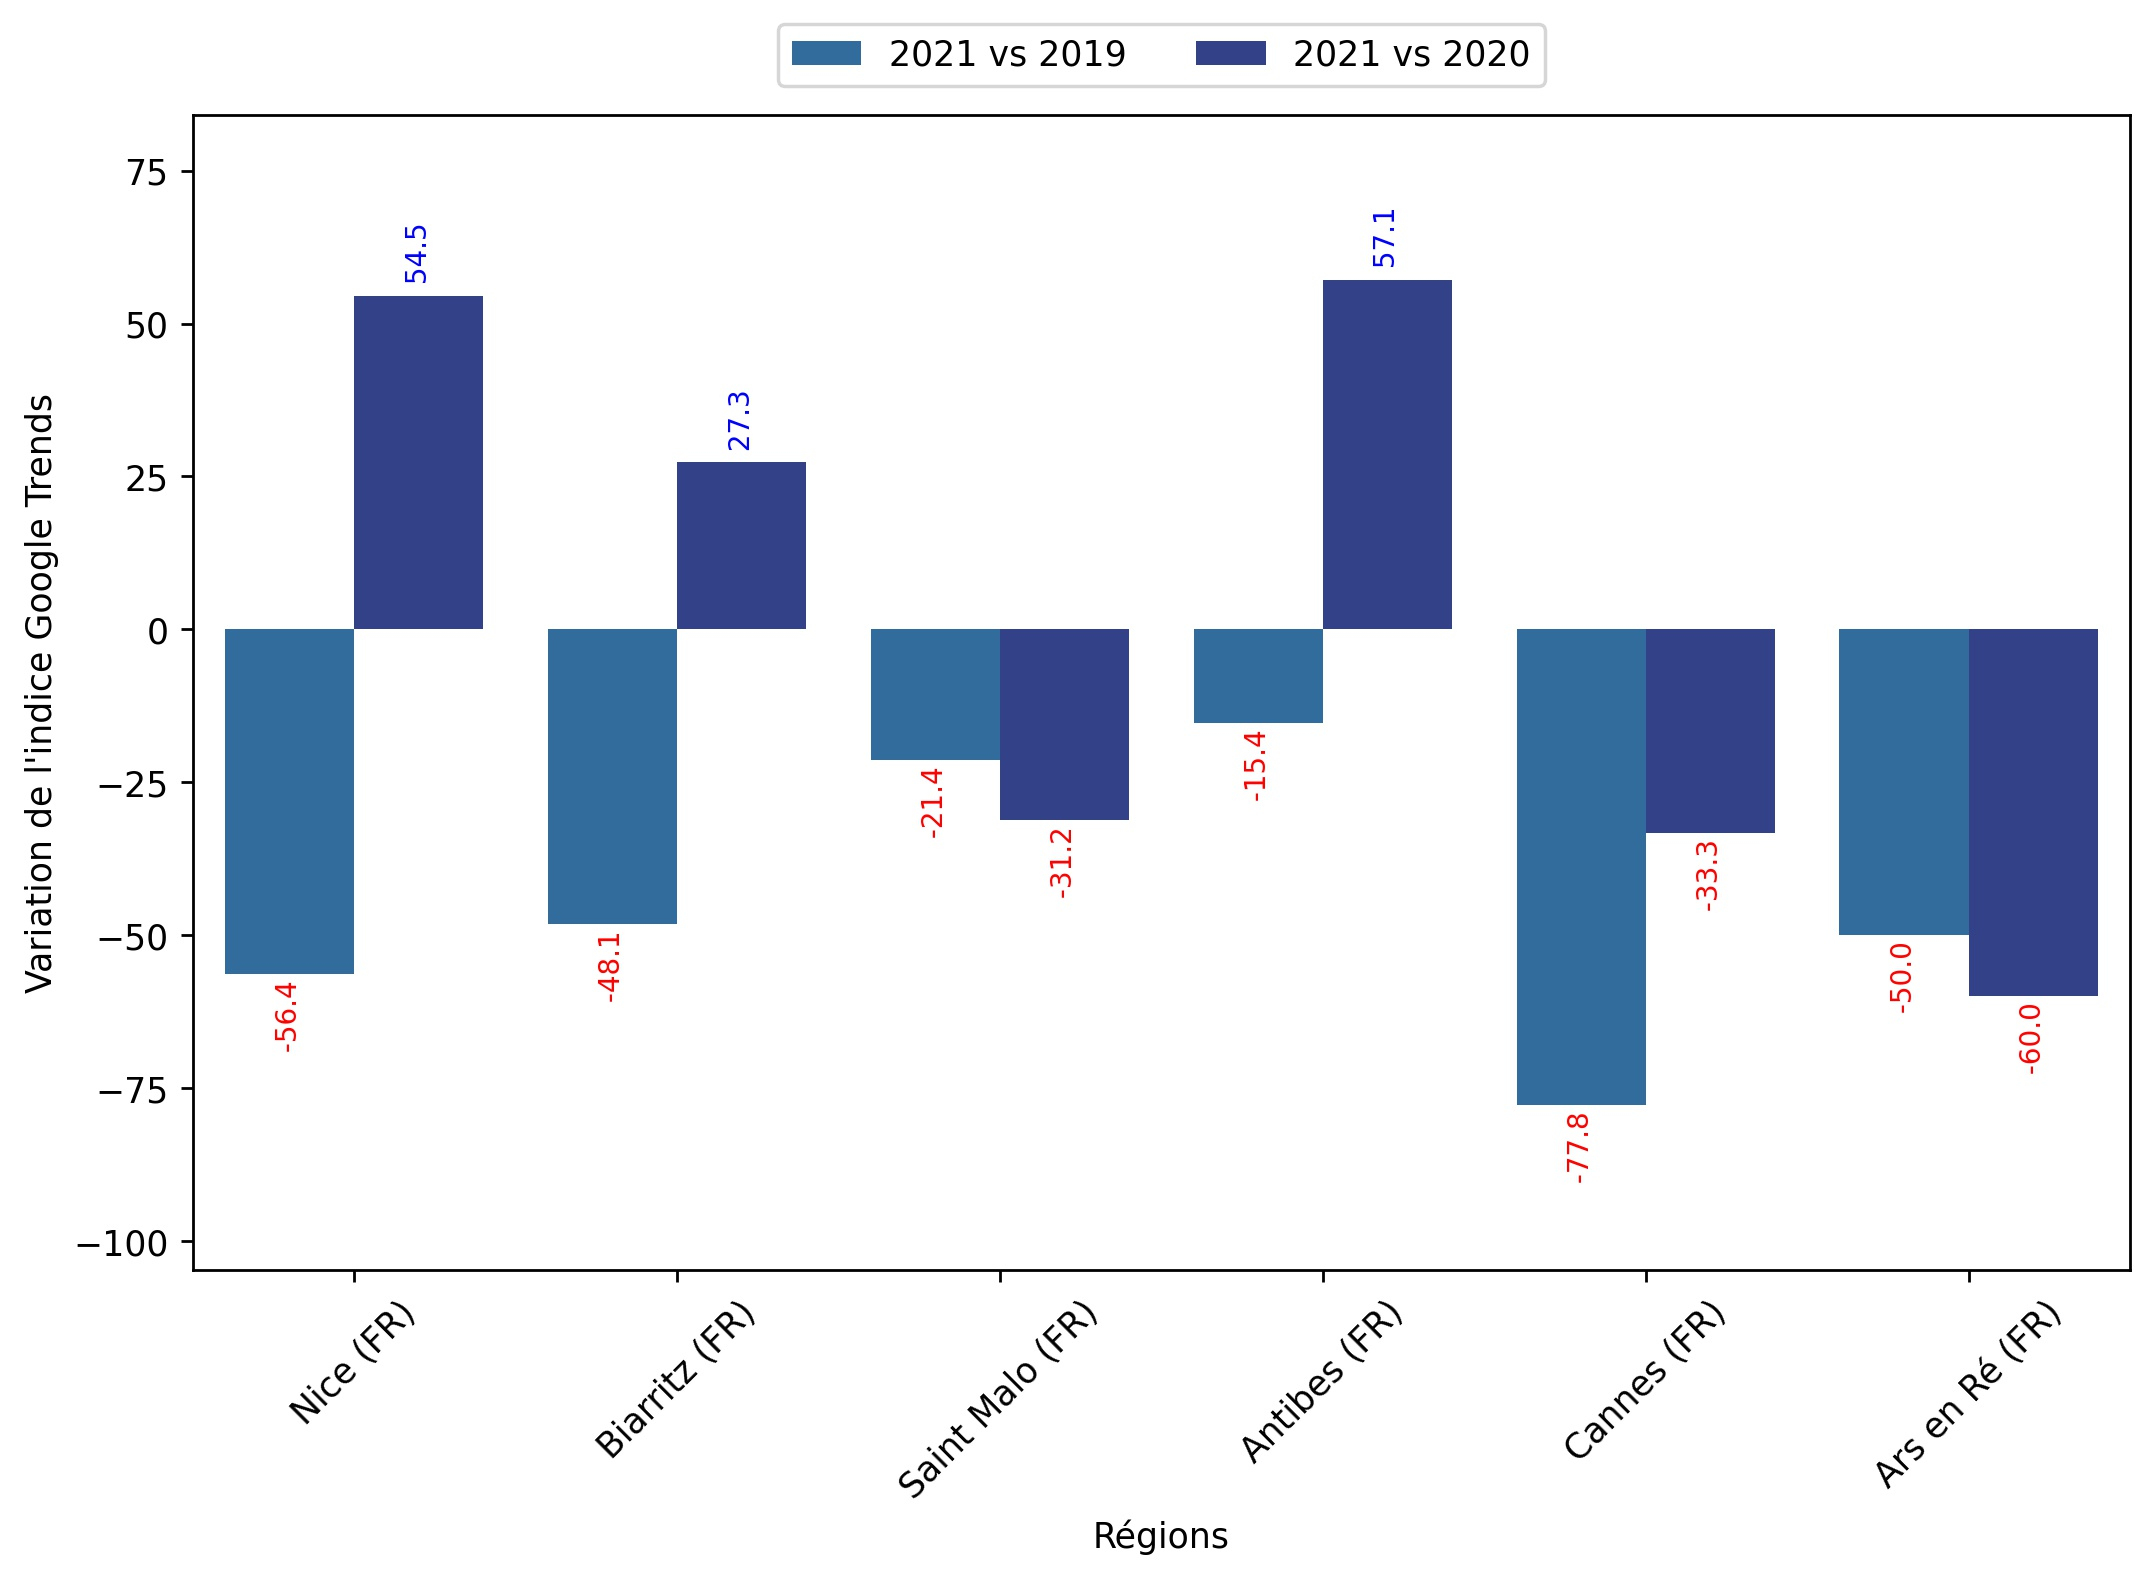 2021 vs 2019
2021 vs 2020
Variation de l'indice Google Trends
75
50
25
0
−25
−50
−75
−100
-56.4
54.5
-48.1
27.3
-21.4
-31.2
-15.4
57.1
-77.8
-33.3
-50.0
-60.0
Nice (FR)
Biarritz (FR)
Saint Malo (FR)
Antibes (FR)
Cannes (FR)
Ars en Ré (FR)
Régions